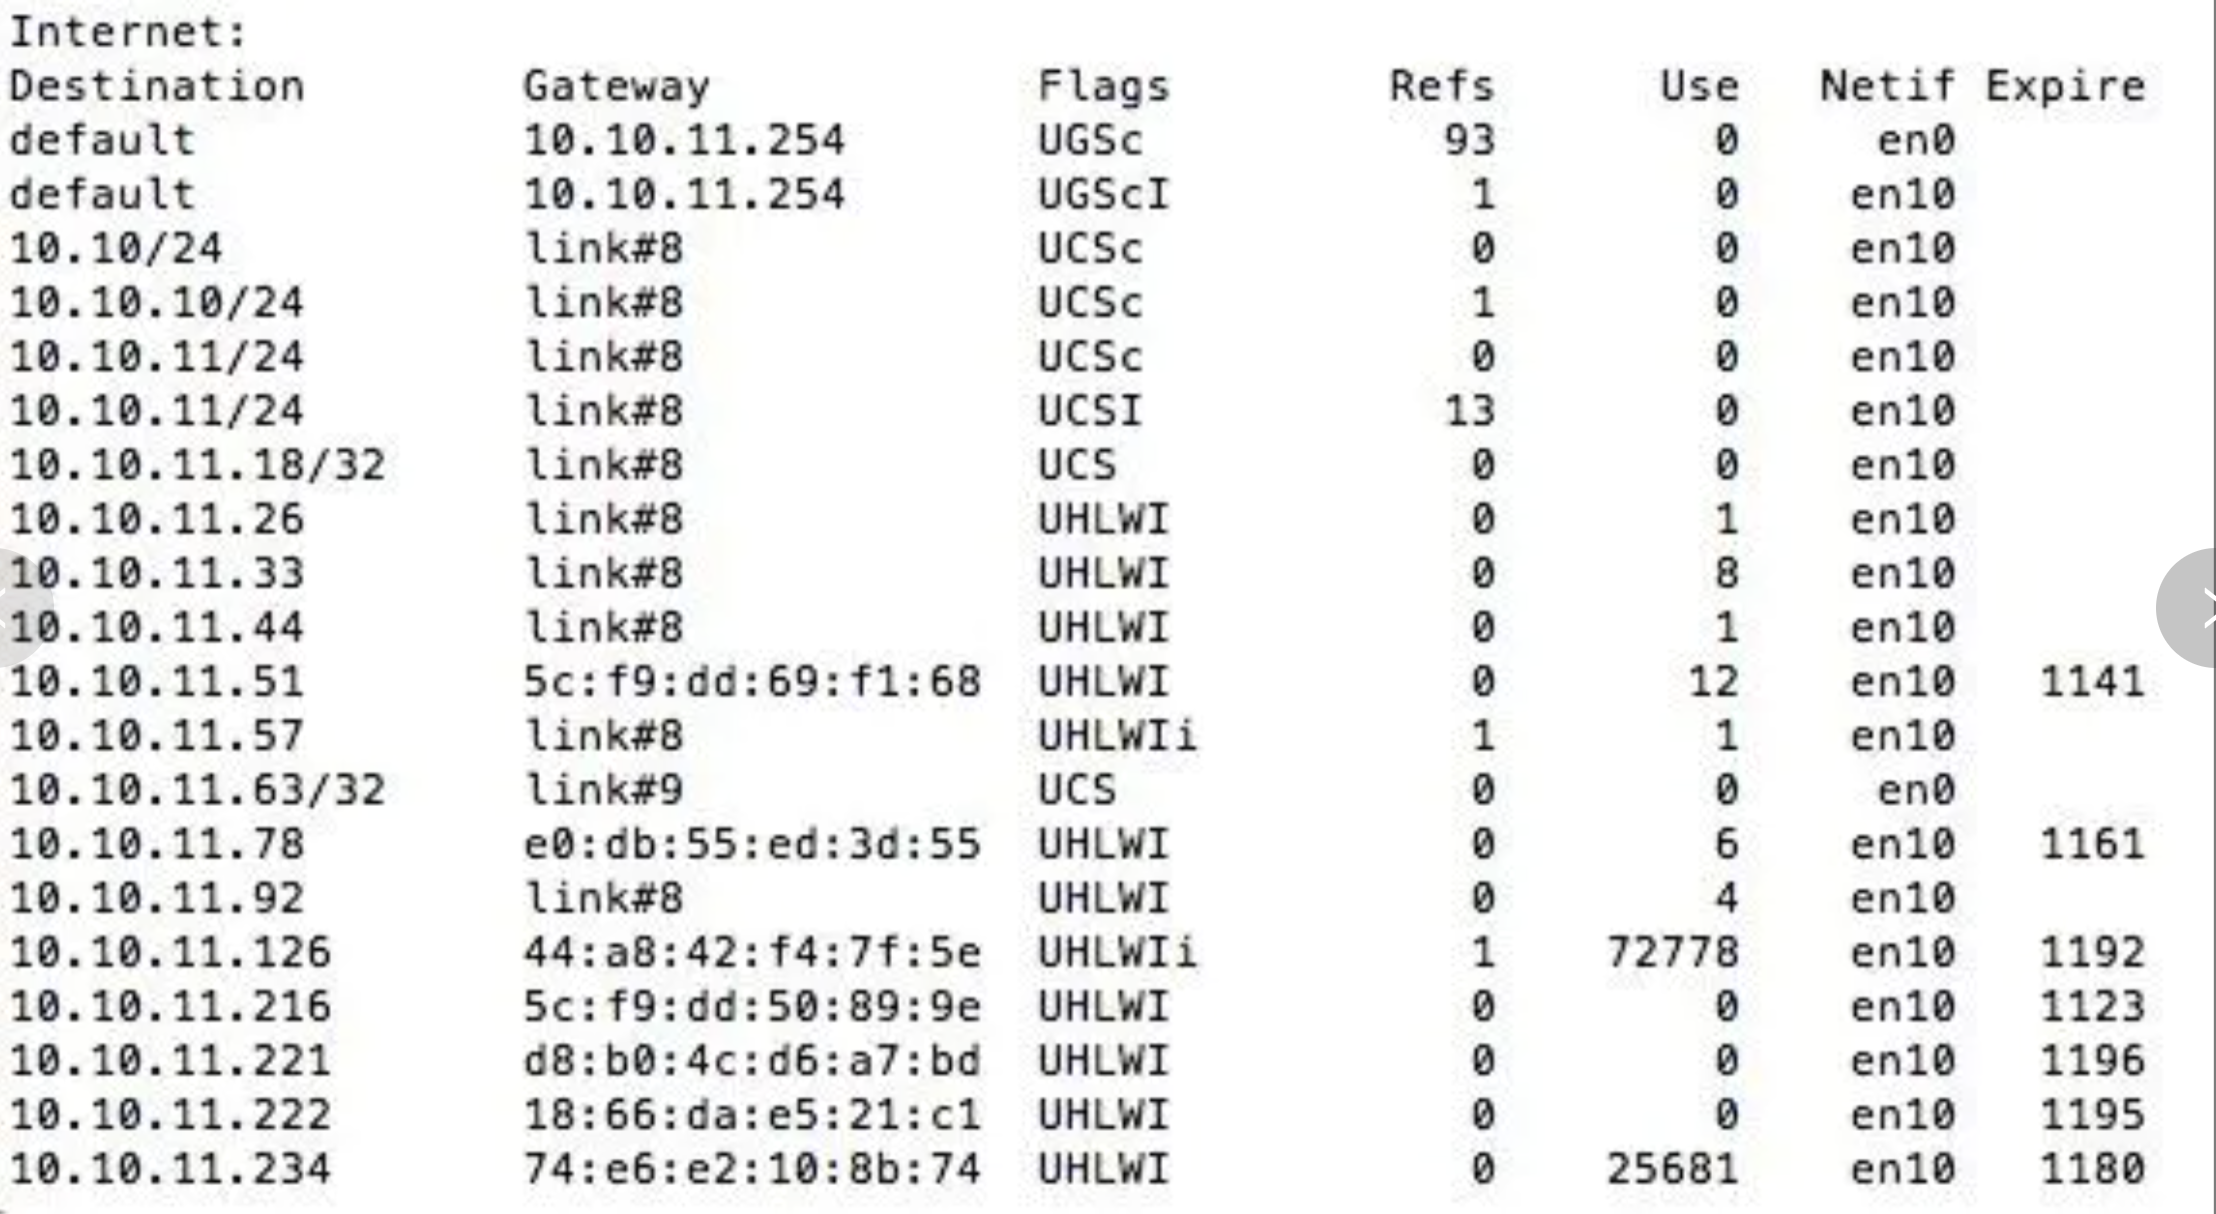 Internet:
Destination Gateway Flags Refs Use Netif Expire
default 10.10.11.254 UGSc 93 0 en0
default 10.10.11.254 UGScI 1 0 en10
10.10/24 link#8 UCSc 0 0 en10
10.10.10/24 link#8 UCSc 1 0 en10
10.10.11/24 link#8 UCSc 0 0 en10
10.10.11/24 link#8 UCSI 13 0 en10
10.10.11.18/32 link#8 UCS 0 0 en10
10.10.11.26 link#8 UHLWI 0 1 en10
10.10.11.33 link#8 UHLWI 0 8 en10
10.10.11.44 link#8 UHLWI 0 1 en10
10.10.11.51 5c:f9:dd:69:f1:68 UHLWI 0 12 en10 1141
10.10.11.57 link#8 UHLWIi 1 1 en10
10.10.11.63/32 link#9 UCS 0 0 en0
10.10.11.78 e0:db:55:ed:3d:55 UHLWI 0 6 en10 1161
10.10.11.92 link#8 UHLWI 0 4 en10
10.10.11.126 44:a8:42:f4:7f:5e UHLWIi 1 72778 en10 1192
10.10.11.216 5c:f9:dd:50:89:9e UHLWI 0 0 en10 1123
10.10.11.221 d8:b0:4c:d6:a7:bd UHLWI 0 0 en10 1196
10.10.11.222 18:66:da:e5:21:c1 UHLWI 0 0 en10 1195
10.10.11.234 74:e6:e2:10:8b:74 UHLWI 0 25681 en10 1180